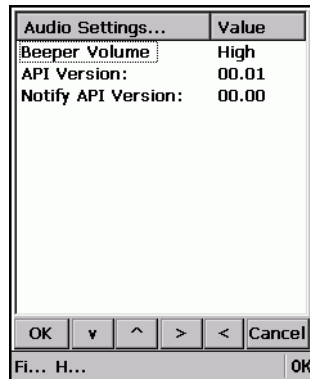 Audio Settings... Value
Beeper Volume High
API Version: 00.01
Notify API Version: 00.00
OK v ^ > < Cancel
Fi... H... OK